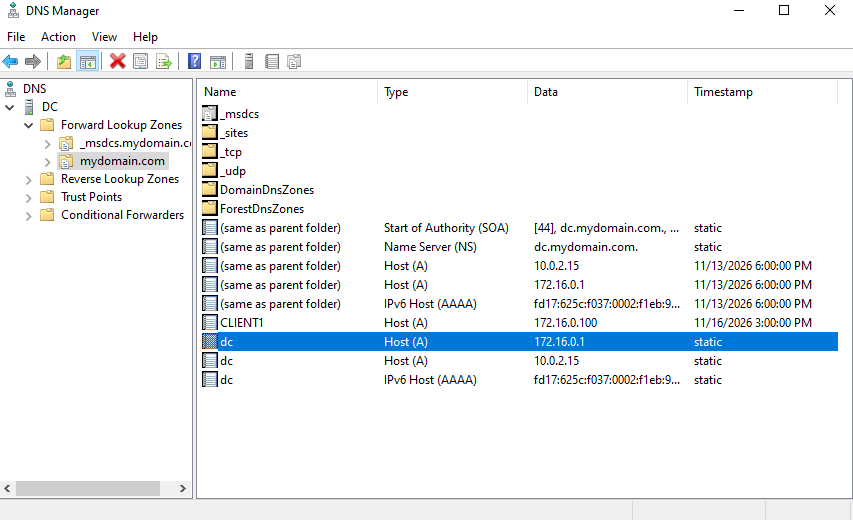 DNS Manager
File Action View Help
DNS
DC
Forward Lookup Zones
_msdcs.mydomain.co
mydomain.com
Reverse Lookup Zones
Trust Points
Conditional Forwarders
Name Type Data Timestamp
_msdcs
_sites
_tcp
_udp
DomainDnsZones
ForestDnsZones
(same as parent folder) Start of Authority (SOA) [44], dc.mydomain.com., ... static
(same as parent folder) Name Server (NS) dc.mydomain.com. static
(same as parent folder) Host (A) 10.0.2.15 11/13/2026 6:00:00 PM
(same as parent folder) Host (A) 172.16.0.1 11/13/2026 6:00:00 PM
(same as parent folder) IPv6 Host (AAAA) fd17:625c:f037:0002:f1eb:9... 11/13/2026 6:00:00 PM
CLIENT1 Host (A) 172.16.0.100 11/16/2026 3:00:00 PM
dc Host (A) 172.16.0.1 static
dc Host (A) 10.0.2.15 static
dc IPv6 Host (AAAA) fd17:625c:f037:0002:f1eb:9... static